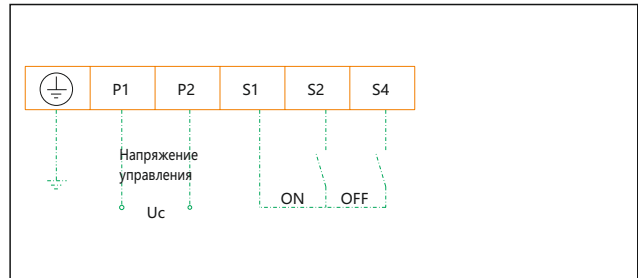 P1 P2 S1 S2 S4
Напряжение
управления
ON OFF
Uc